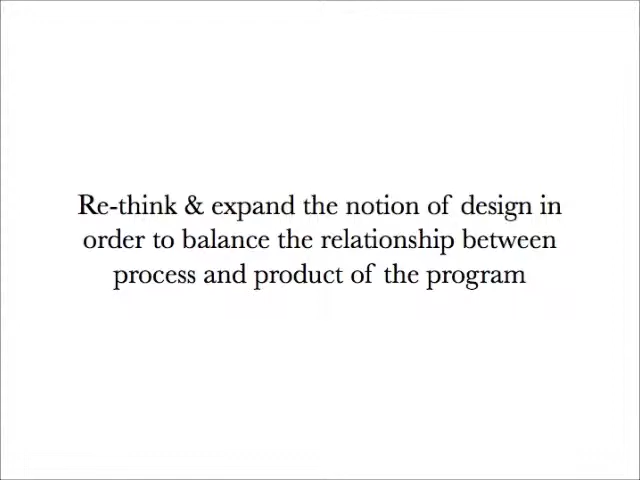 Re-think & expand the notion of design in
order to balance the relationship between
process and product of the program